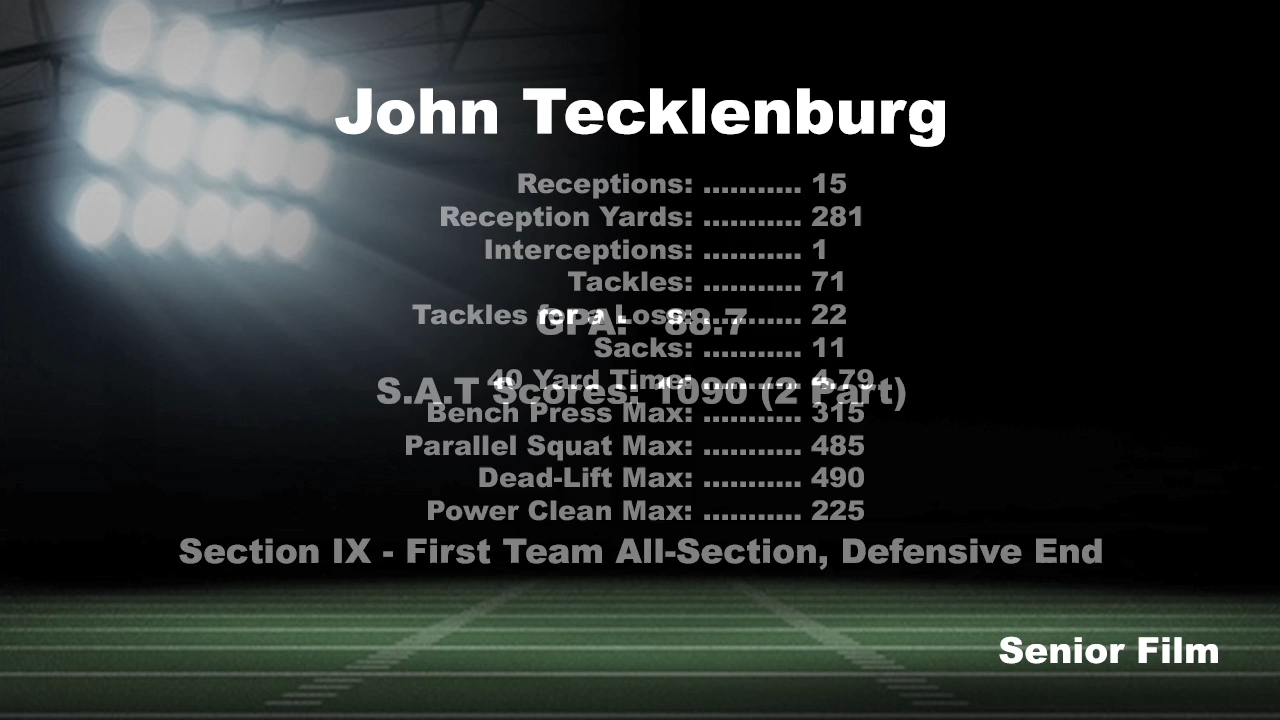 John Tecklenburg
Receptions: ........... 15
Reception Yards: ........... 281
Interceptions: ........... 1
Tackles: ........... 71
Tackles for a Loss: ........... 22
GPA: 88.7
Sacks: ........... 11
40 Yard Time: ........... 4.79
S.A.T Scores: 1090 (2 Part)
Bench Press Max: ........... 315
Parallel Squat Max: ........... 485
Dead-Lift Max: ........... 490
Power Clean Max: ........... 225
Section IX - First Team All-Section, Defensive End
Senior Film